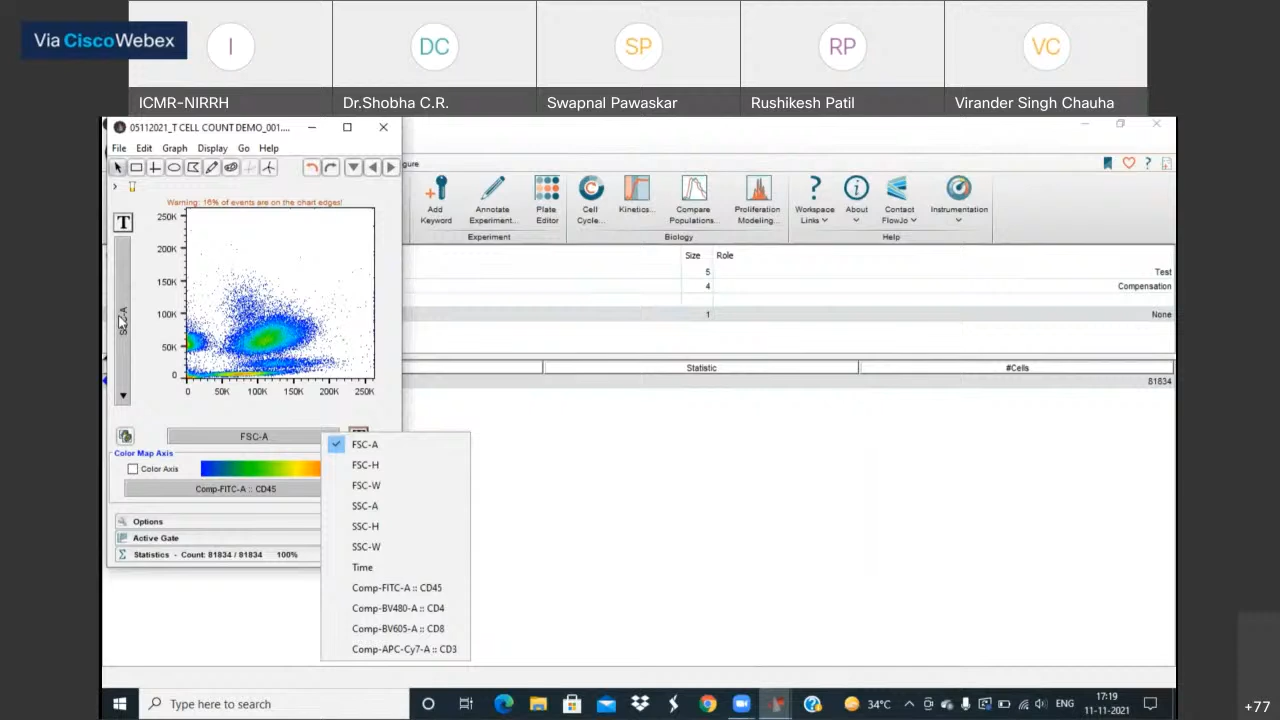 Via Cisco Webex
I
DC
SP
RP
VC
ICMR-NIRRH
Dr.Shobha C.R.
Swapnal Pawaskar
Rushikesh Patil
Virander Singh Chauha
05112021_T CELL COUNT DEMO_001....
File Edit Graph Display Go Help
gure
Warning: 16% of events are on the chart edges!
T
250K
200K
150K
100K
50K
0
0 50K 100K 150K 200K 250K
SSC-A
FSC-A
Color Map Axis
Color Axis
Comp-FITC-A :: CD45
Options
Active Gate
Statistics - Count: 81834 / 81834 100%
Add Keyword
Annotate Experiment...
Plate Editor
Cell Cycle...
Kinetics...
Compare Populations...
Proliferation Modeling...
Workspace Links
About
Contact FlowJo
Instrumentation
Experiment
Biology
Help
Size Role
5 Test
4 Compensation
1 None
Statistic #Cells
81834
FSC-A
FSC-H
FSC-W
SSC-A
SSC-H
SSC-W
Time
Comp-FITC-A :: CD45
Comp-BV480-A :: CD4
Comp-BV605-A :: CD8
Comp-APC-Cy7-A :: CD3
Type here to search
34°C
ENG
17:19
11-11-2021
+77